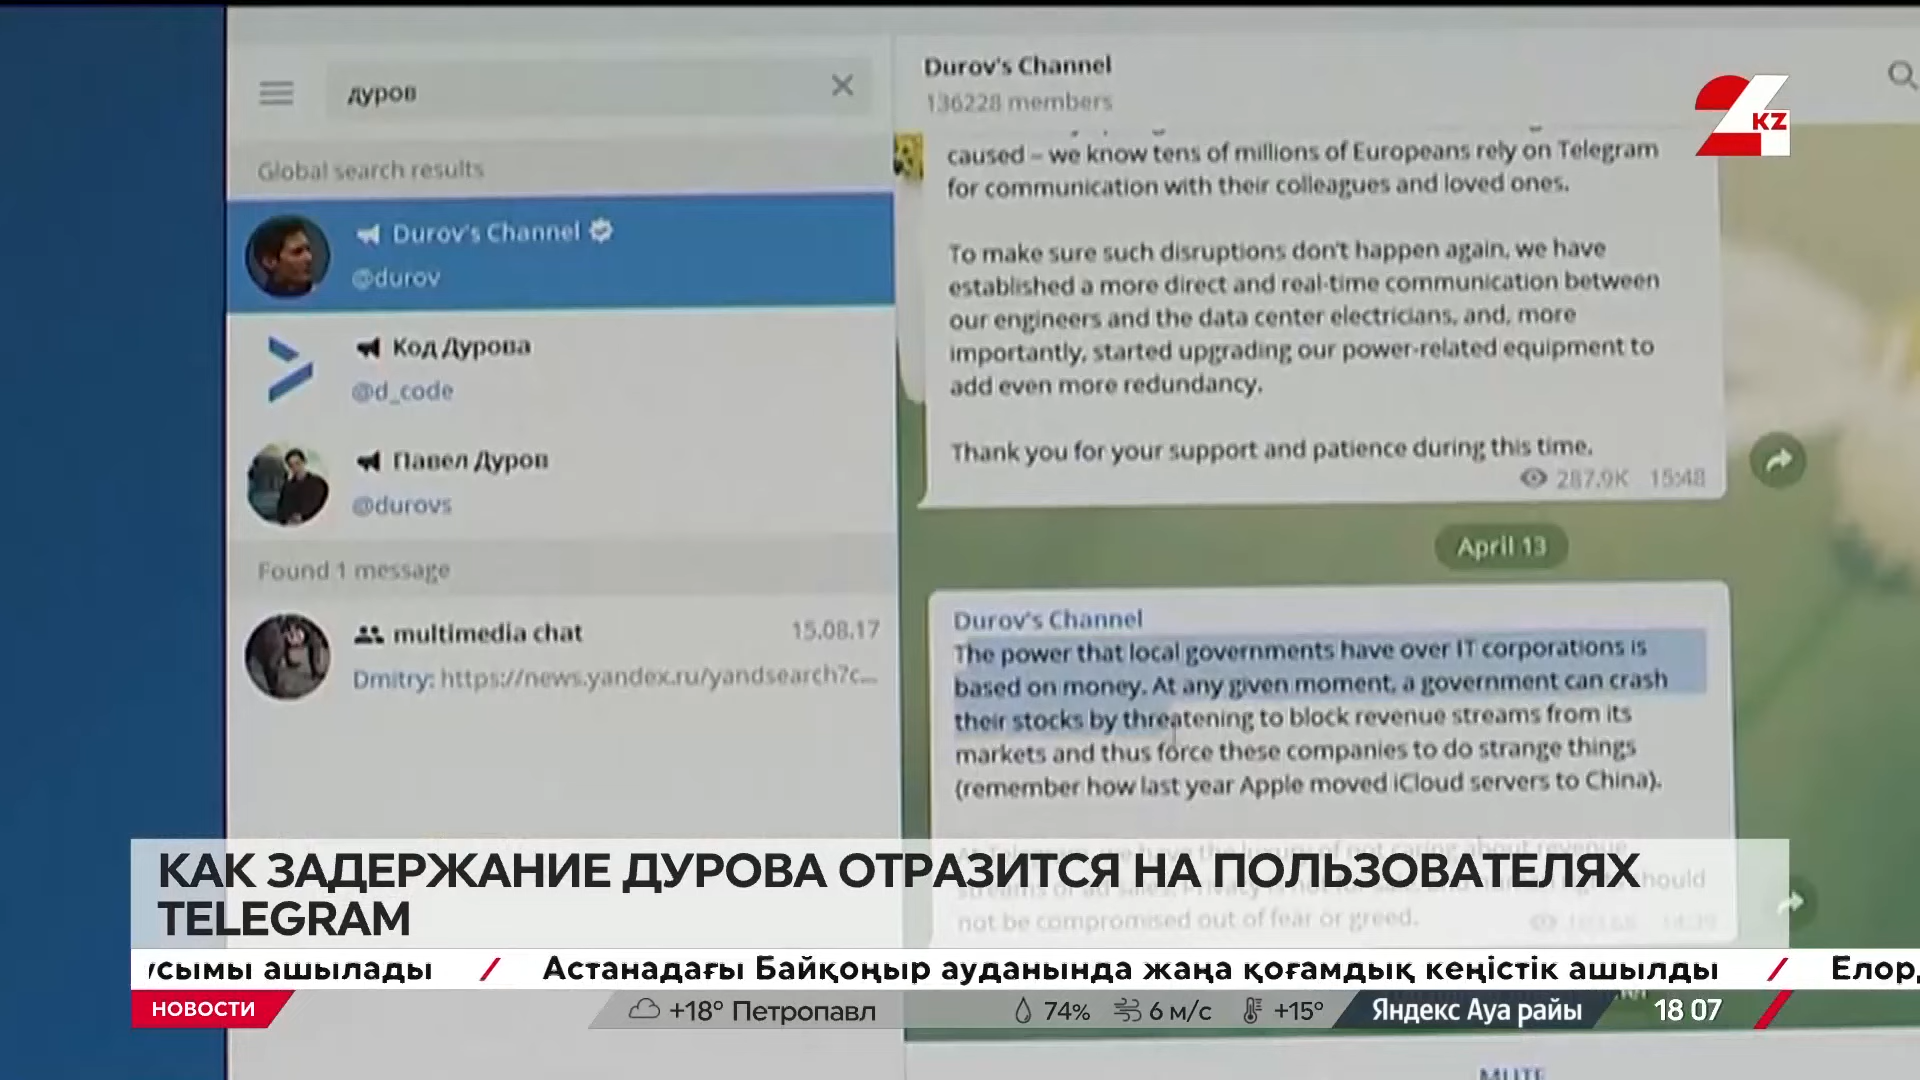 дуров
Global search results
Durov's Channel
@durov
Код Дурова
@d_code
Павел Дуров
@durovs
Found 1 message
multimedia chat 15.08.17
Dmitry: https://news.yandex.ru/yandsearch?c...
Durov's Channel
136228 members
caused – we know tens of millions of Europeans rely on Telegram
for communication with their colleagues and loved ones.
To make sure such disruptions don't happen again, we have
established a more direct and real-time communication between
our engineers and the data center electricians, and, more
importantly, started upgrading our power-related equipment to
add even more redundancy.
Thank you for your support and patience during this time.
287.9K 15:48
April 13
Durov's Channel
The power that local governments have over IT corporations is
based on money. At any given moment, a government can crash
their stocks by threatening to block revenue streams from its
markets and thus force these companies to do strange things
(remember how last year Apple moved iCloud servers to China).
not be compromised out of fear or greed.
24 KZ
КАК ЗАДЕРЖАНИЕ ДУРОВА ОТРАЗИТСЯ НА ПОЛЬЗОВАТЕЛЯХ
TELEGRAM
усымы ашылады / Астанадағы Байқоңыр ауданында жаңа қоғамдық кеңістік ашылды / Елор
НОВОСТИ +18° Петропавл 74% 6 м/с +15° Яндекс Ауа райы 18 07
MUTE